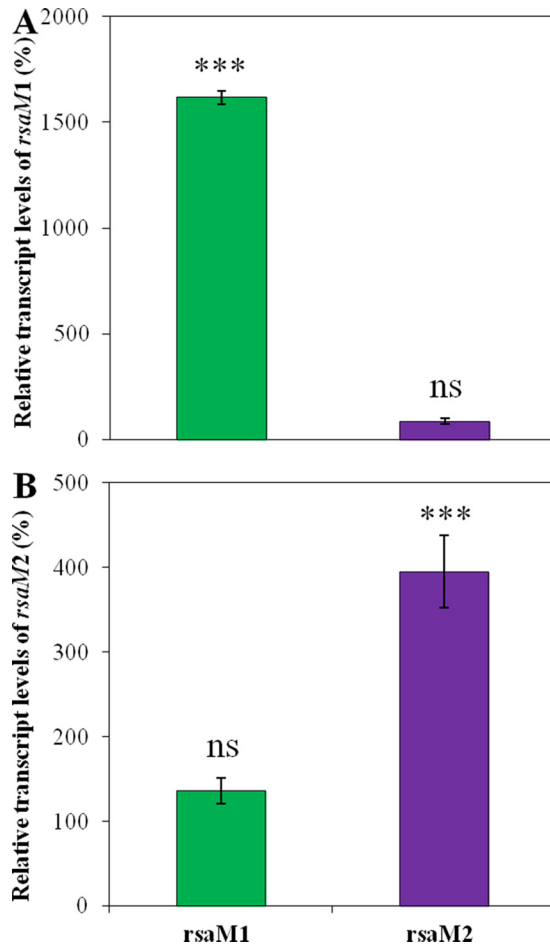 A
Relative transcript levels of rsaM1 (%)
2000
1500
1000
500
0
***
ns
B
Relative transcript levels of rsaM2 (%)
500
400
300
200
100
0
ns
***
rsaM1
rsaM2